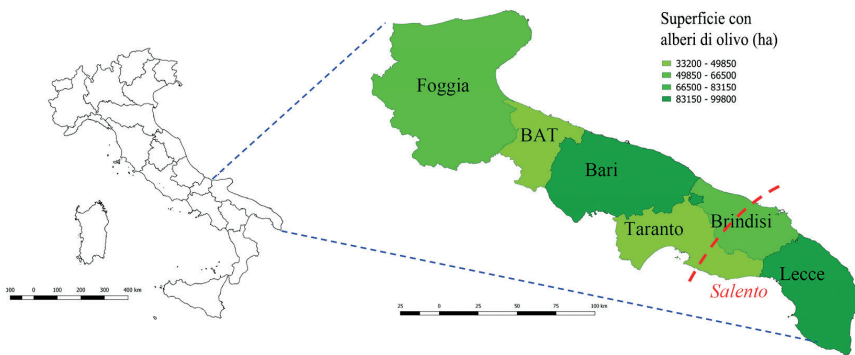 Superficie con
alberi di olivo (ha)
33200 - 49850
49850 - 66500
66500 - 83150
83150 - 99800
Foggia
BAT
Bari
Taranto
Brindisi
Lecce
Salento
100 0 100 200 300 400 km
25 0 25 50 75 100 km